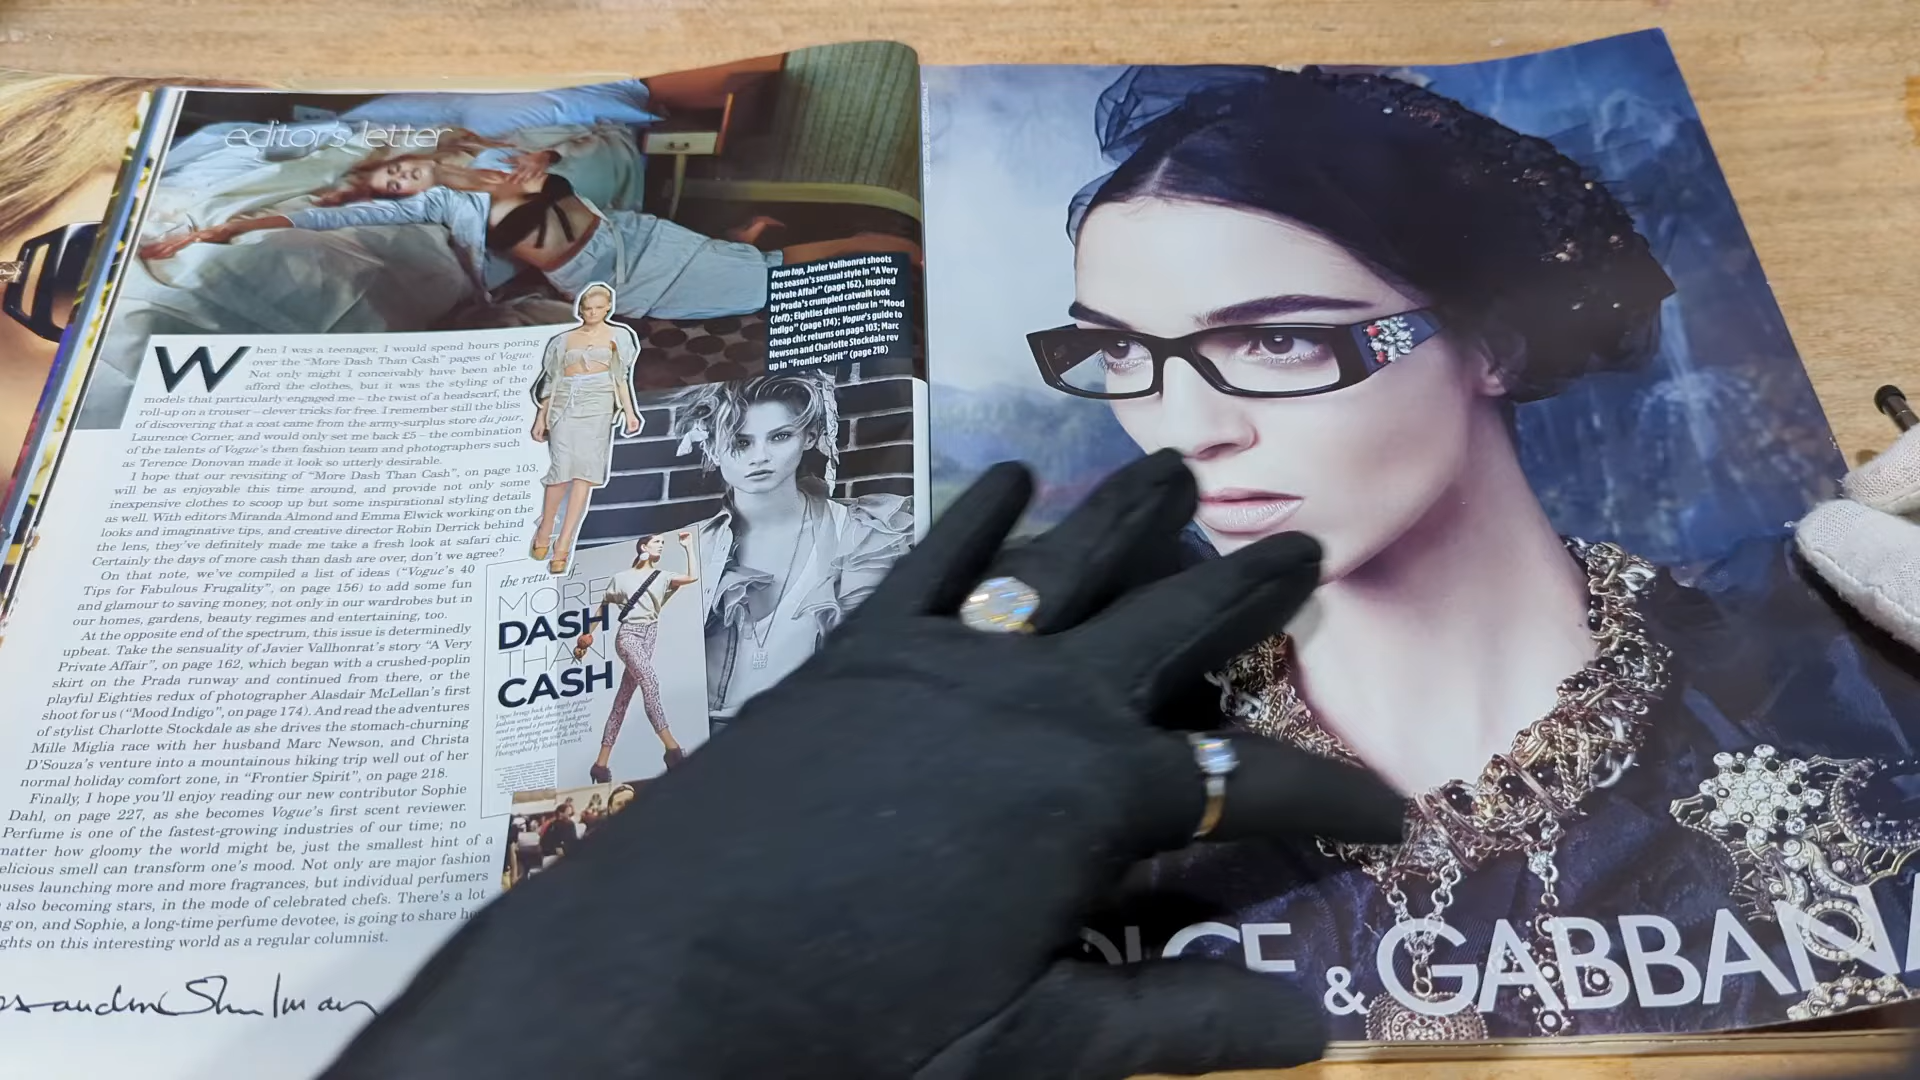 editor's letter
From top, Javier Vallhonrat shoots
the season's sensual style in "A Very
Private Affair" (page 162), inspired
by Prada's crumpled catwalk look
(left); Eighties denim redux in "Mood
Indigo" (page 174); Vogue's guide to
cheap chic returns on page 103; Marc
Newson and Charlotte Stockdale rev
up in "Frontier Spirit" (page 218)
When I was a teenager, I would spend hours poring
over the "More Dash Than Cash" pages of Vogue.
Not only might I conceivably have been able to
afford the clothes, but it was the styling of the
models that particularly engaged me – the twist of a headscarf, the
roll-up on a trouser – clever tricks for free. I remember still the bliss
of discovering that a coat came from the army-surplus store du jour,
Laurence Corner, and would only set me back £5 – the combination
of the talents of Vogue's then fashion team and photographers such
as Terence Donovan made it look so utterly desirable.
I hope that our revisiting of "More Dash Than Cash", on page 103,
will be as enjoyable this time around, and provide not only some
inexpensive clothes to scoop up but some inspirational styling details
as well. With editors Miranda Almond and Emma Elwick working on the
looks and imaginative tips, and creative director Robin Derrick behind
the lens, they've definitely made me take a fresh look at safari chic.
Certainly the days of more cash than dash are over, don't we agree?
On that note, we've compiled a list of ideas ("Vogue's 40
Tips for Fabulous Frugality", on page 156) to add some fun
and glamour to saving money, not only in our wardrobes but in
our homes, gardens, beauty regimes and entertaining, too.
At the opposite end of the spectrum, this issue is determinedly
upbeat. Take the sensuality of Javier Vallhonrat's story "A Very
Private Affair", on page 162, which began with a crushed-poplin
skirt on the Prada runway and continued from there, or the
playful Eighties redux of photographer Alasdair McLellan's first
shoot for us ("Mood Indigo", on page 174). And read the adventures
of stylist Charlotte Stockdale as she drives the stomach-churning
Mille Miglia race with her husband Marc Newson, and Christa
D'Souza's venture into a mountainous hiking trip well out of her
normal holiday comfort zone, in "Frontier Spirit", on page 218.
Finally, I hope you'll enjoy reading our new contributor Sophie
Dahl, on page 227, as she becomes Vogue's first scent reviewer.
Perfume is one of the fastest-growing industries of our time; no
matter how gloomy the world might be, just the smallest hint of a
elicious smell can transform one's mood. Not only are major fashion
uses launching more and more fragrances, but individual perfumers
also becoming stars, in the mode of celebrated chefs. There's a lot
g on, and Sophie, a long-time perfume devotee, is going to share he
ghts on this interesting world as a regular columnist.
Shulman
the return of
MORE
DASH
THAN
CASH
& GABBANA